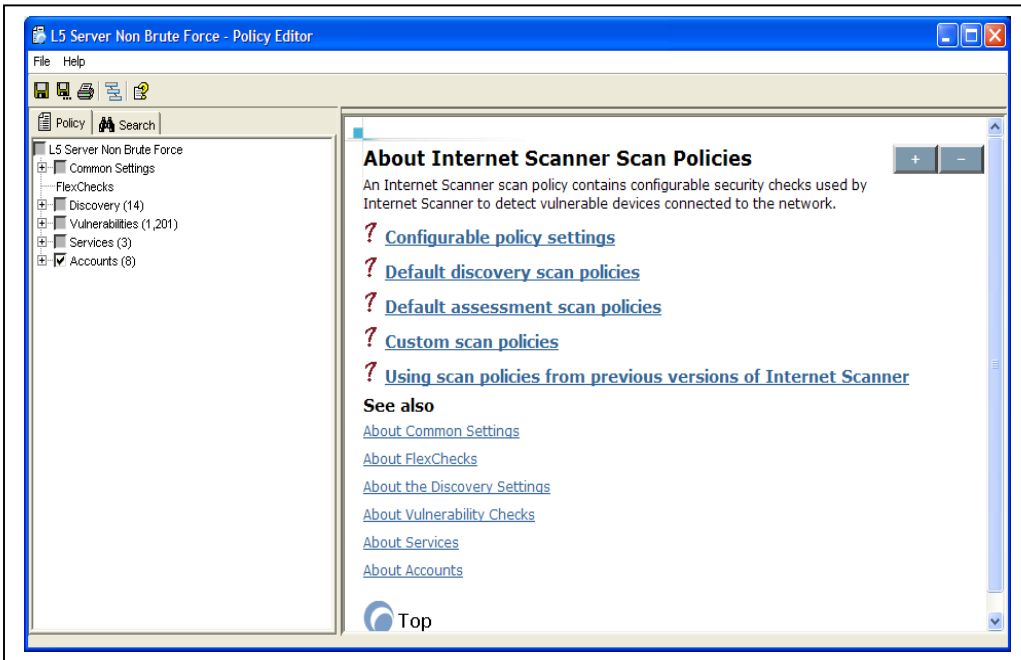 L5 Server Non Brute Force - Policy Editor
File Help
Policy Search
L5 Server Non Brute Force
Common Settings
FlexChecks
Discovery (14)
Vulnerabilities (1,201)
Services (3)
Accounts (8)
About Internet Scanner Scan Policies
+ -
An Internet Scanner scan policy contains configurable security checks used by
Internet Scanner to detect vulnerable devices connected to the network.
? Configurable policy settings
? Default discovery scan policies
? Default assessment scan policies
? Custom scan policies
? Using scan policies from previous versions of Internet Scanner
See also
About Common Settings
About FlexChecks
About the Discovery Settings
About Vulnerability Checks
About Services
About Accounts
Top